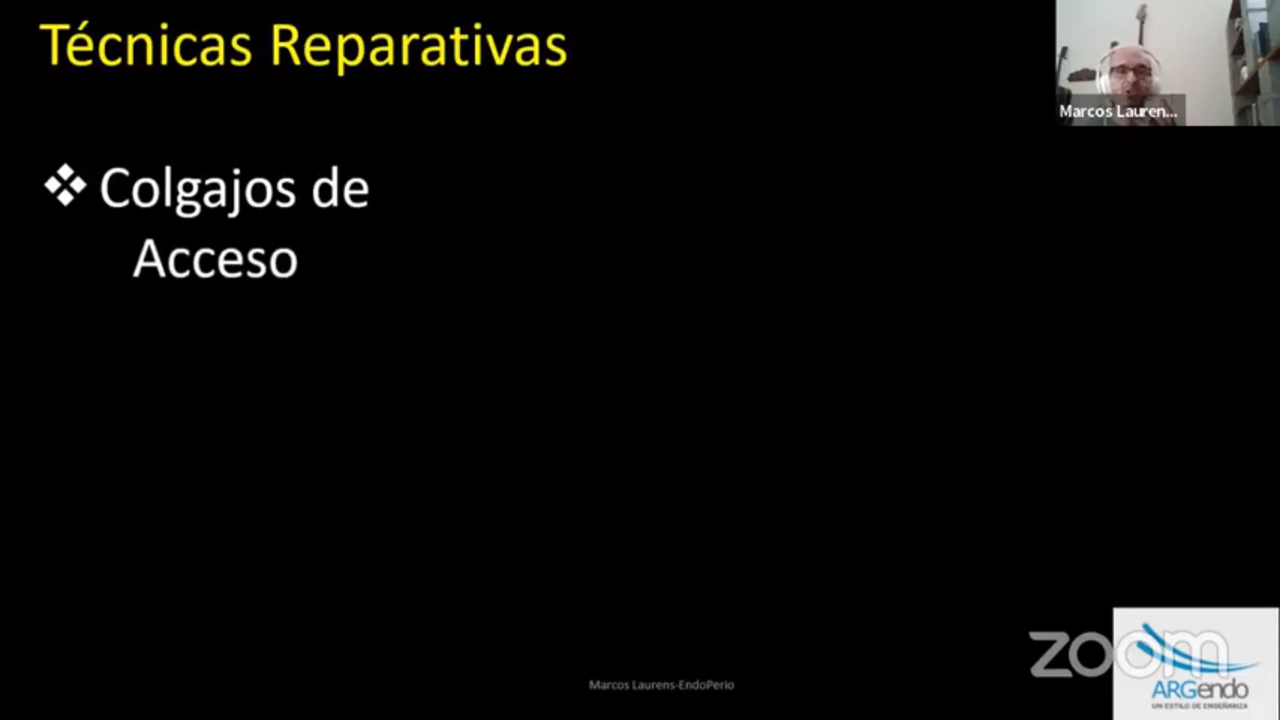 Técnicas Reparativas
Marcos Lauren...
❖ Colgajos de
Acceso
zoom
ARGendo
UN ESTILO DE ENSEÑANZA
Marcos Laurens-EndoPerio